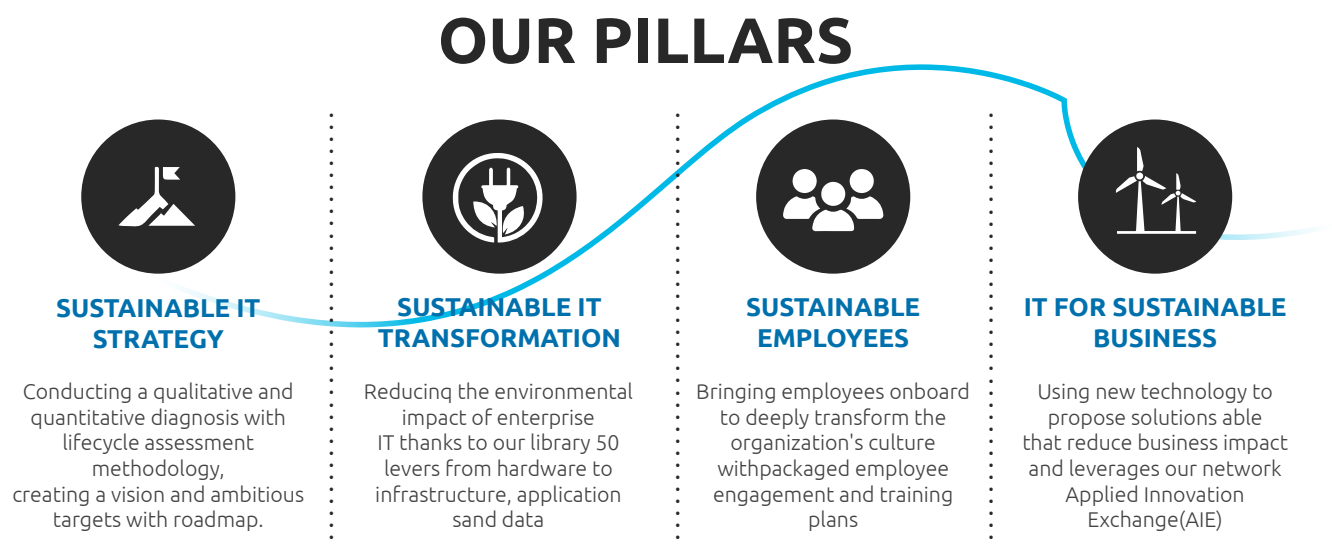 OUR PILLARS
SUSTAINABLE IT
STRATEGY
Conducting a qualitative and
quantitative diagnosis with
lifecycle assessment
methodology,
creating a vision and ambitious
targets with roadmap.
SUSTAINABLE IT
TRANSFORMATION
Reducing the environmental
impact of enterprise
IT thanks to our library 50
levers from hardware to
infrastructure, application
sand data
SUSTAINABLE
EMPLOYEES
Bringing employees onboard
to deeply transform the
organization's culture
withpackaged employee
engagement and training
plans
IT FOR SUSTAINABLE
BUSINESS
Using new technology to
propose solutions able
that reduce business impact
and leverages our network
Applied Innovation
Exchange(AIE)